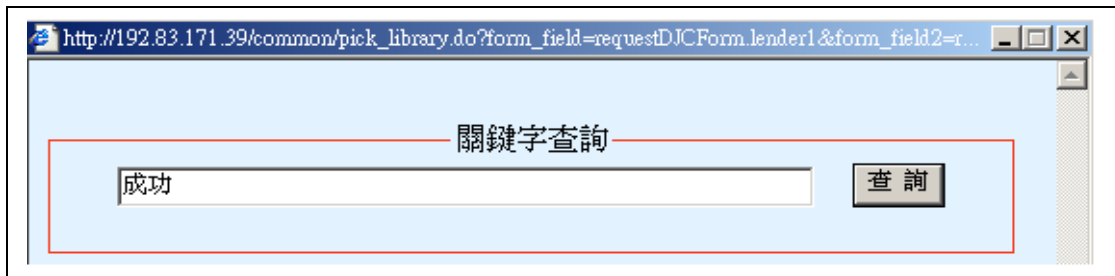 http://192.83.171.39/common/pick_library.do?form_field=requestDJCForm.lender1&form_field2=r...
關鍵字查詢
成功 查 詢